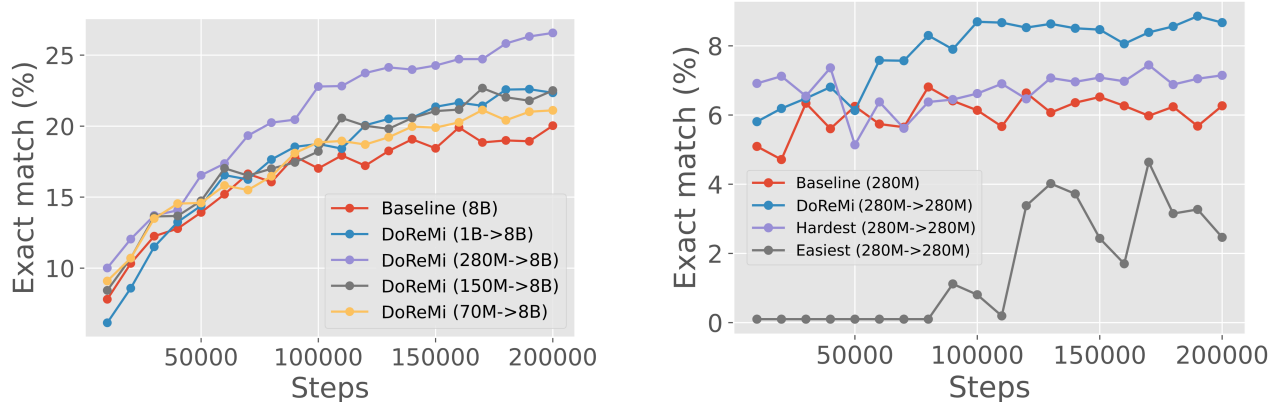 Exact match (%)
25
20
15
10
50000 100000 150000 200000
Steps
Baseline (8B)
DoReMi (1B->8B)
DoReMi (280M->8B)
DoReMi (150M->8B)
DoReMi (70M->8B)
Exact match (%)
8
6
4
2
0
50000 100000 150000 200000
Steps
Baseline (280M)
DoReMi (280M->280M)
Hardest (280M->280M)
Easiest (280M->280M)